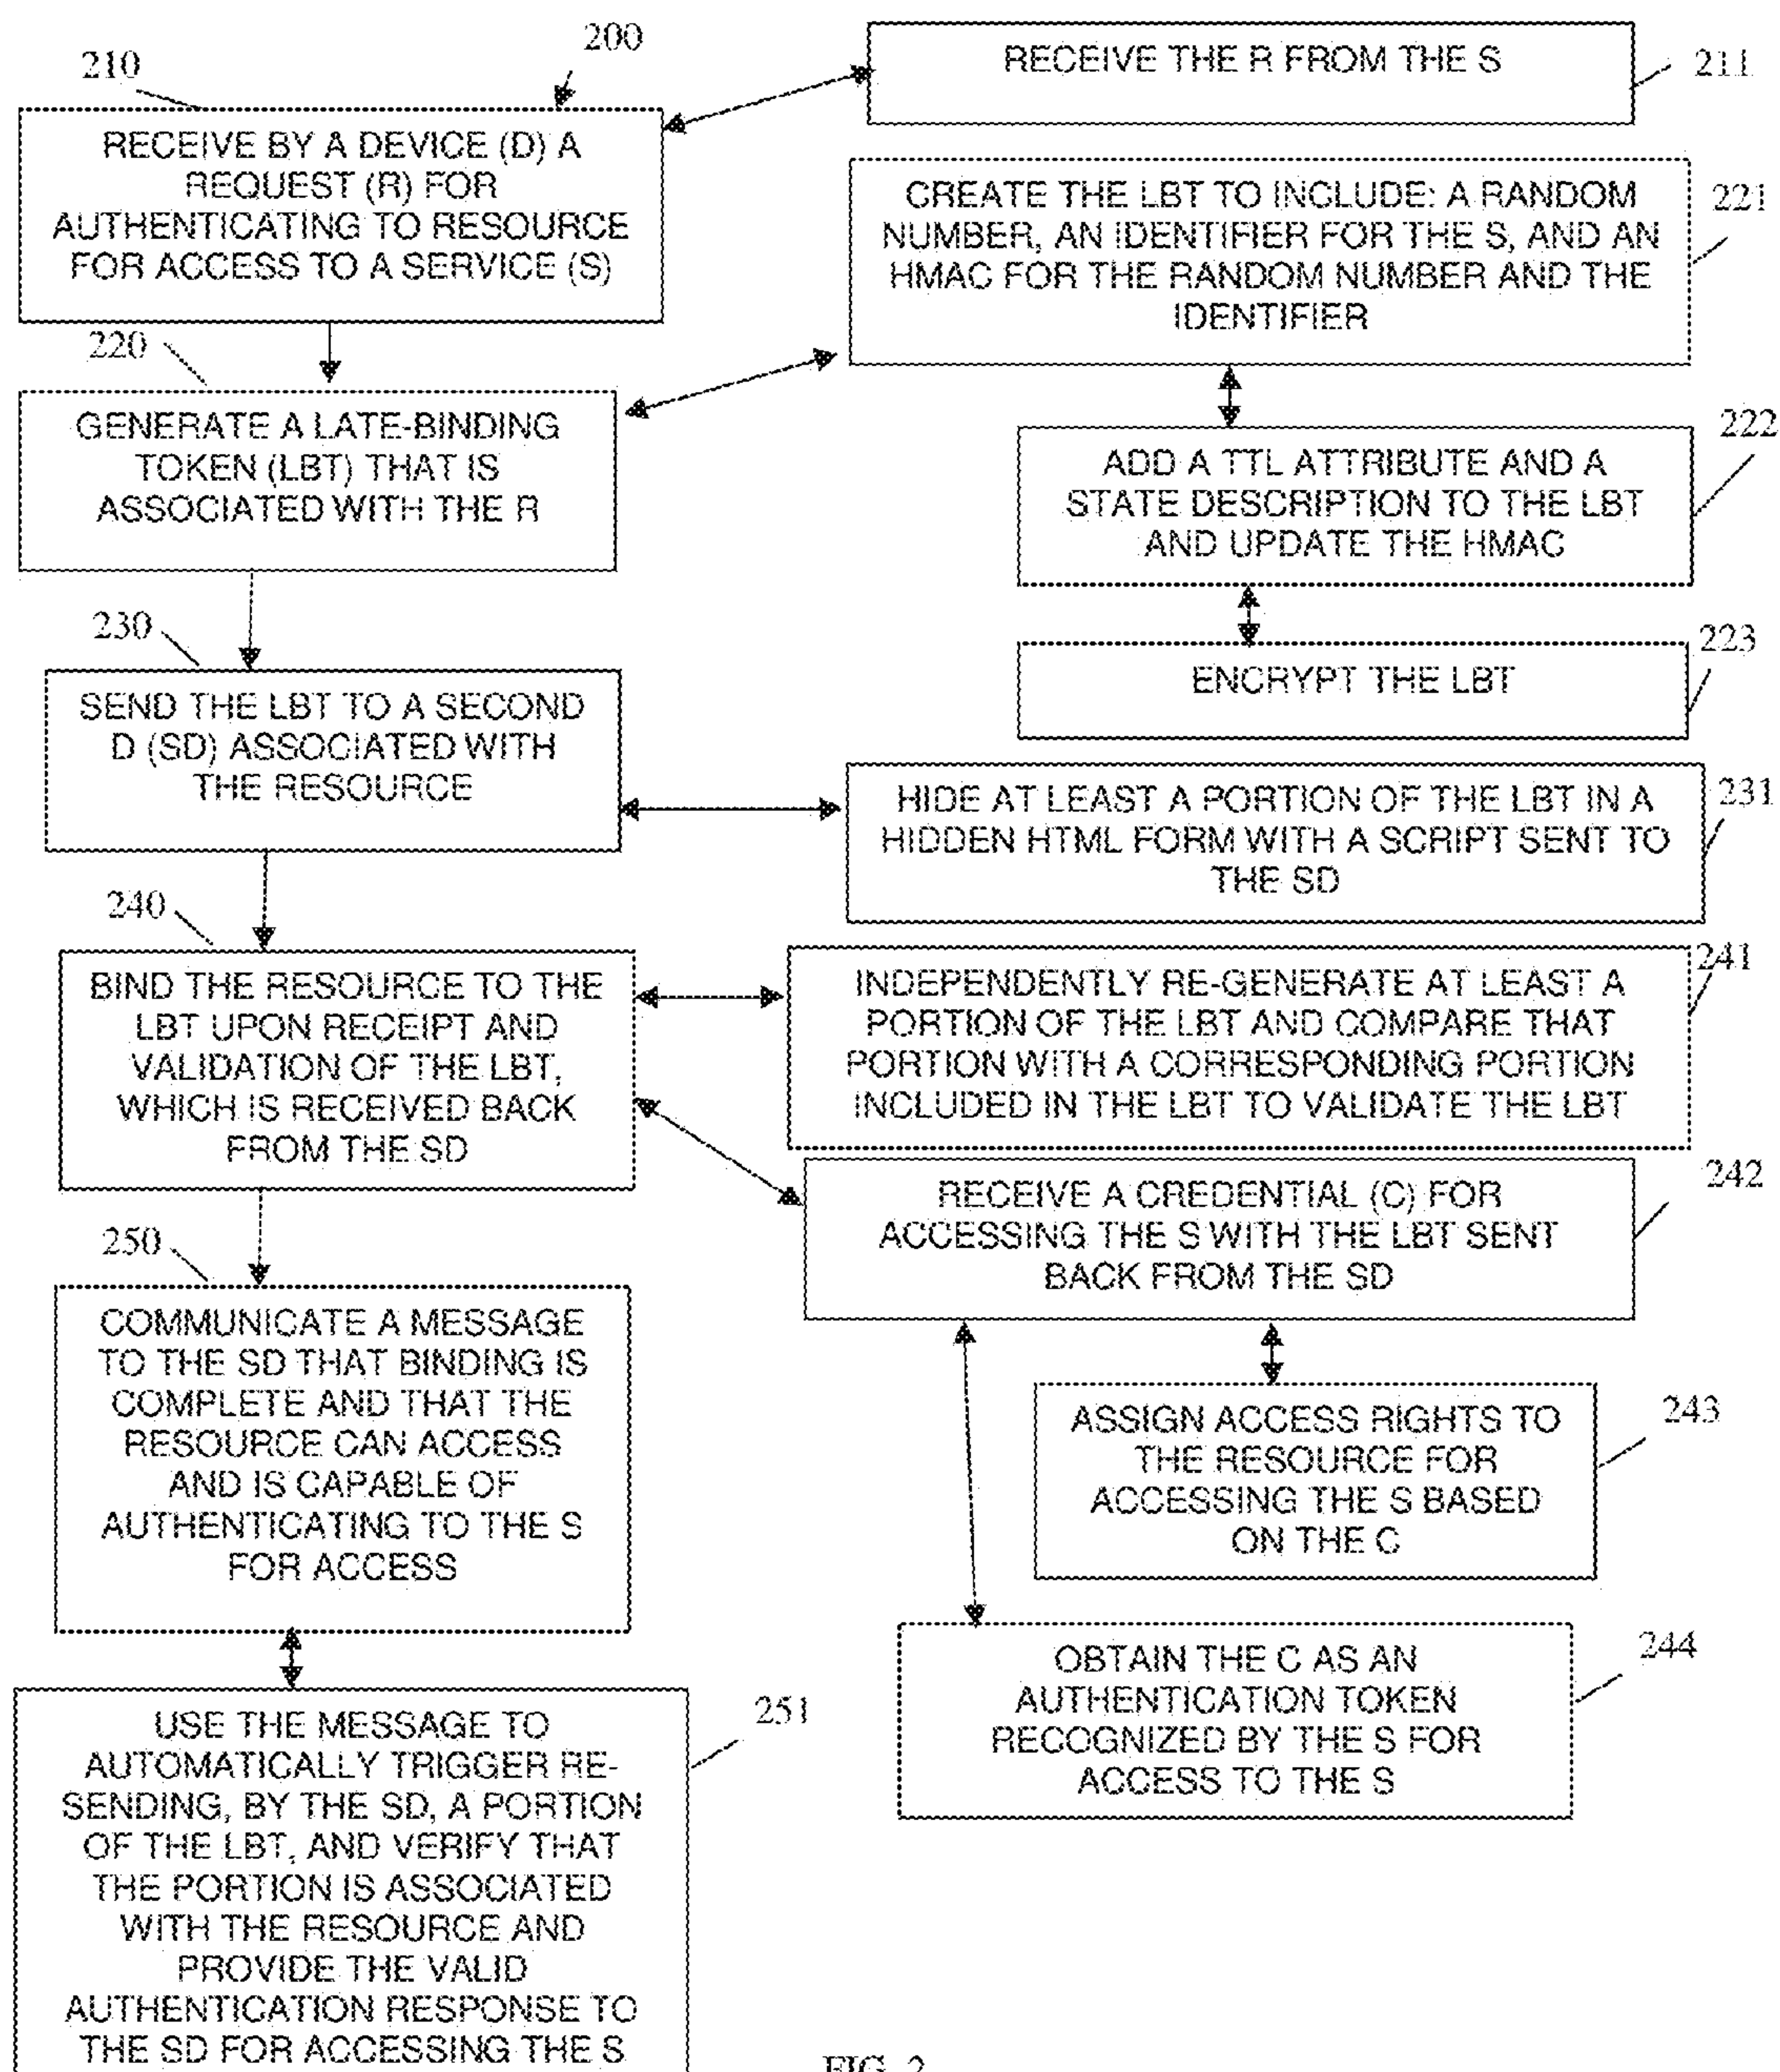 200
210
RECEIVE BY A DEVICE (D) A
REQUEST (R) FOR
AUTHENTICATING TO RESOURCE
FOR ACCESS TO A SERVICE (S)
RECEIVE THE R FROM THE S
211
CREATE THE LBT TO INCLUDE: A RANDOM
NUMBER, AN IDENTIFIER FOR THE S, AND AN
HMAC FOR THE RANDOM NUMBER AND THE
IDENTIFIER
221
220
GENERATE A LATE-BINDING
TOKEN (LBT) THAT IS
ASSOCIATED WITH THE R
222
ADD A TTL ATTRIBUTE AND A
STATE DESCRIPTION TO THE LBT
AND UPDATE THE HMAC
223
ENCRYPT THE LBT
230
SEND THE LBT TO A SECOND
D (SD) ASSOCIATED WITH
THE RESOURCE
231
HIDE AT LEAST A PORTION OF THE LBT IN A
HIDDEN HTML FORM WITH A SCRIPT SENT TO
THE SD
240
BIND THE RESOURCE TO THE
LBT UPON RECEIPT AND
VALIDATION OF THE LBT,
WHICH IS RECEIVED BACK
FROM THE SD
241
INDEPENDENTLY RE-GENERATE AT LEAST A
PORTION OF THE LBT AND COMPARE THAT
PORTION WITH A CORRESPONDING PORTION
INCLUDED IN THE LBT TO VALIDATE THE LBT
242
RECEIVE A CREDENTIAL (C) FOR
ACCESSING THE S WITH THE LBT SENT
BACK FROM THE SD
250
COMMUNICATE A MESSAGE
TO THE SD THAT BINDING IS
COMPLETE AND THAT THE
RESOURCE CAN ACCESS
AND IS CAPABLE OF
AUTHENTICATING TO THE S
FOR ACCESS
243
ASSIGN ACCESS RIGHTS TO
THE RESOURCE FOR
ACCESSING THE S BASED
ON THE C
244
OBTAIN THE C AS AN
AUTHENTICATION TOKEN
RECOGNIZED BY THE S FOR
ACCESS TO THE S
251
USE THE MESSAGE TO
AUTOMATICALLY TRIGGER RE-
SENDING, BY THE SD, A PORTION
OF THE LBT, AND VERIFY THAT
THE PORTION IS ASSOCIATED
WITH THE RESOURCE AND
PROVIDE THE VALID
AUTHENTICATION RESPONSE TO
THE SD FOR ACCESSING THE S
FIG. 2